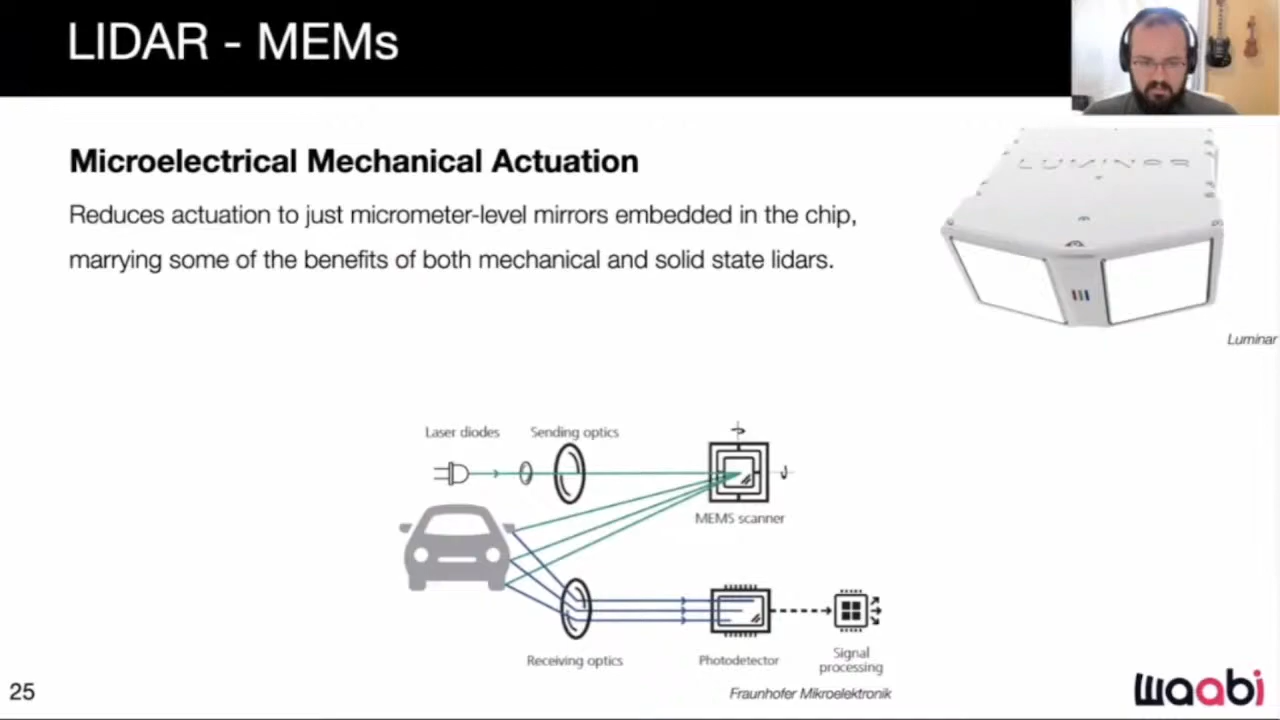 LIDAR - MEMs
Microelectrical Mechanical Actuation
Reduces actuation to just micrometer-level mirrors embedded in the chip,
marrying some of the benefits of both mechanical and solid state lidars.
LUMINAR
Luminar
Laser diodes
Sending optics
MEMS scanner
Receiving optics
Photodetector
Signal
processing
Fraunhofer Mikroelektronik
25
waabi